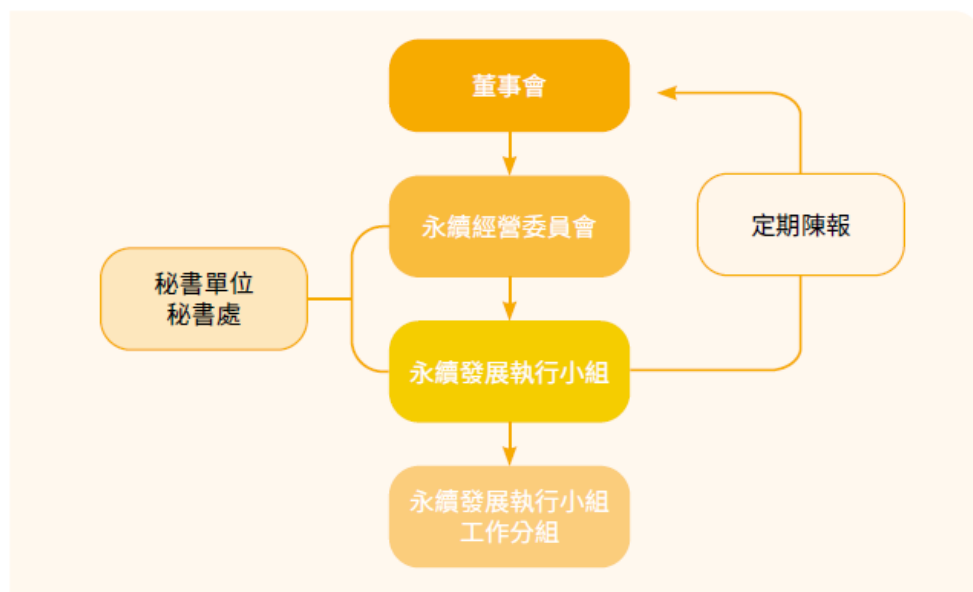 董事會
永續經營委員會
定期陳報
秘書單位
秘書處
永續發展執行小組
永續發展執行小組
工作分組